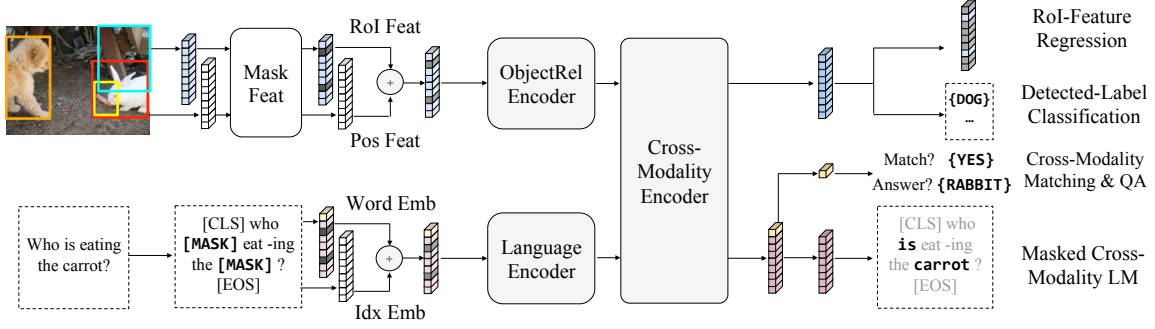 RoI Feat
Mask
Feat
+
Pos Feat
ObjectRel
Encoder
Cross-
Modality
Encoder
RoI-Feature
Regression
{DOG}
…
Detected-Label
Classification
Match? {YES}
Answer? {RABBIT}
Cross-Modality
Matching & QA
Who is eating
the carrot?
[CLS] who
[MASK] eat -ing
the [MASK] ?
[EOS]
Word Emb
+
Idx Emb
Language
Encoder
[CLS] who
is eat -ing
the carrot ?
[EOS]
Masked Cross-
Modality LM